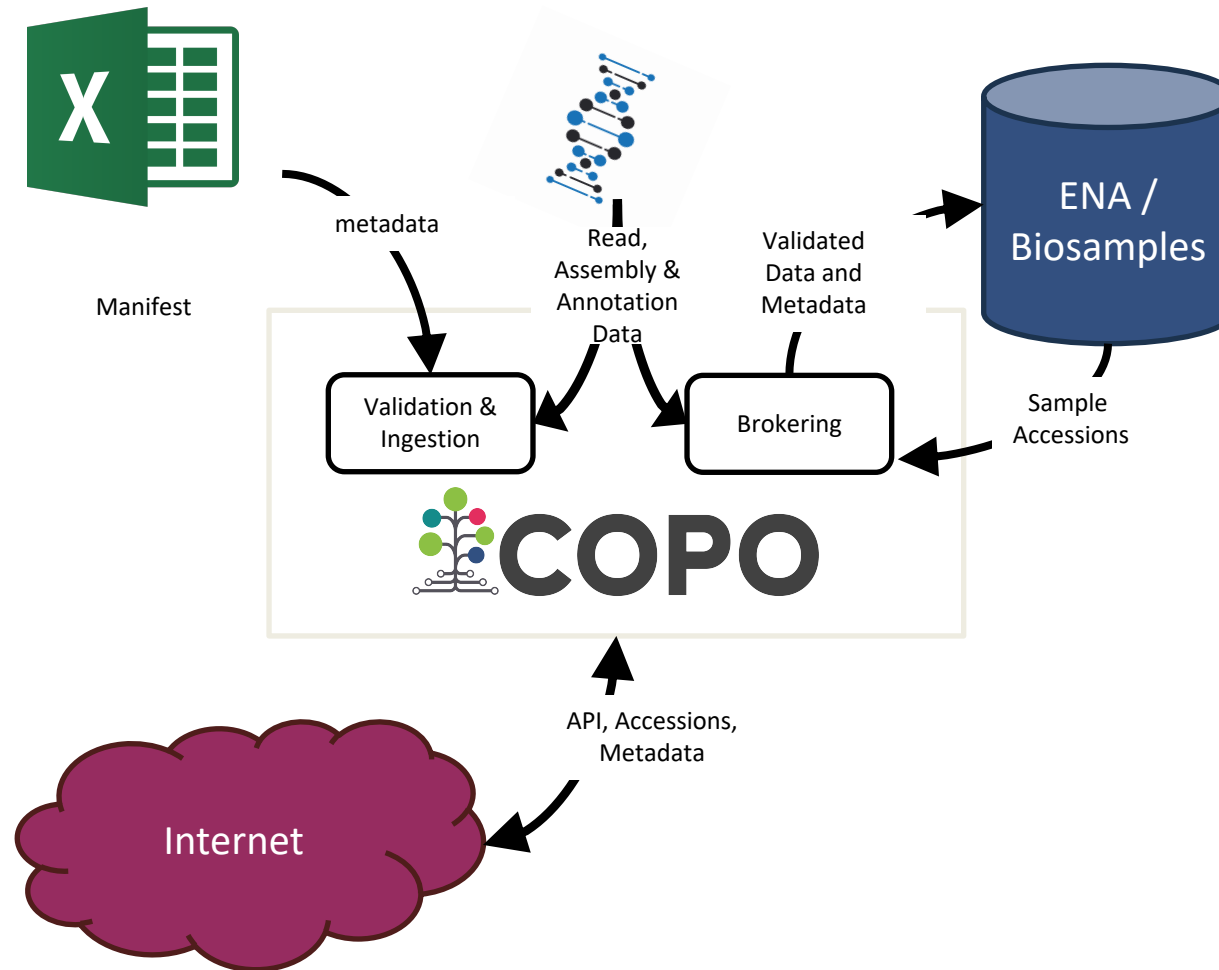 X
metadata
Manifest
Read,
Assembly &
Annotation
Data
Validated
Data and
Metadata
ENA /
Biosamples
Validation &
Ingestion
Brokering
Sample
Accessions
COPO
API, Accessions,
Metadata
Internet